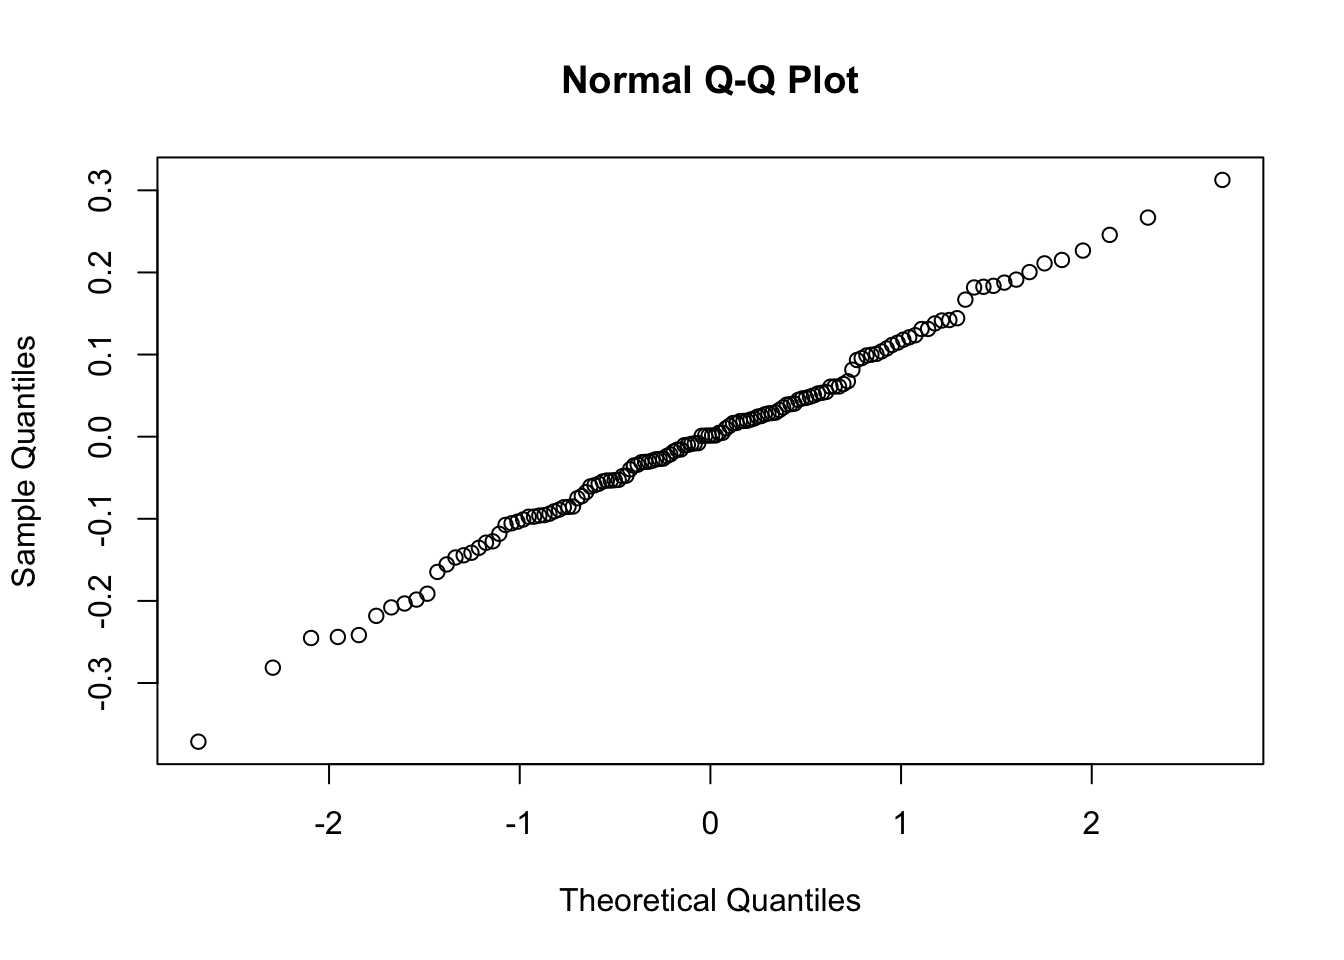 Normal Q-Q Plot
Sample Quantiles
0.3
0.2
0.1
0.0
-0.1
-0.2
-0.3
-2 -1 0 1 2
Theoretical Quantiles